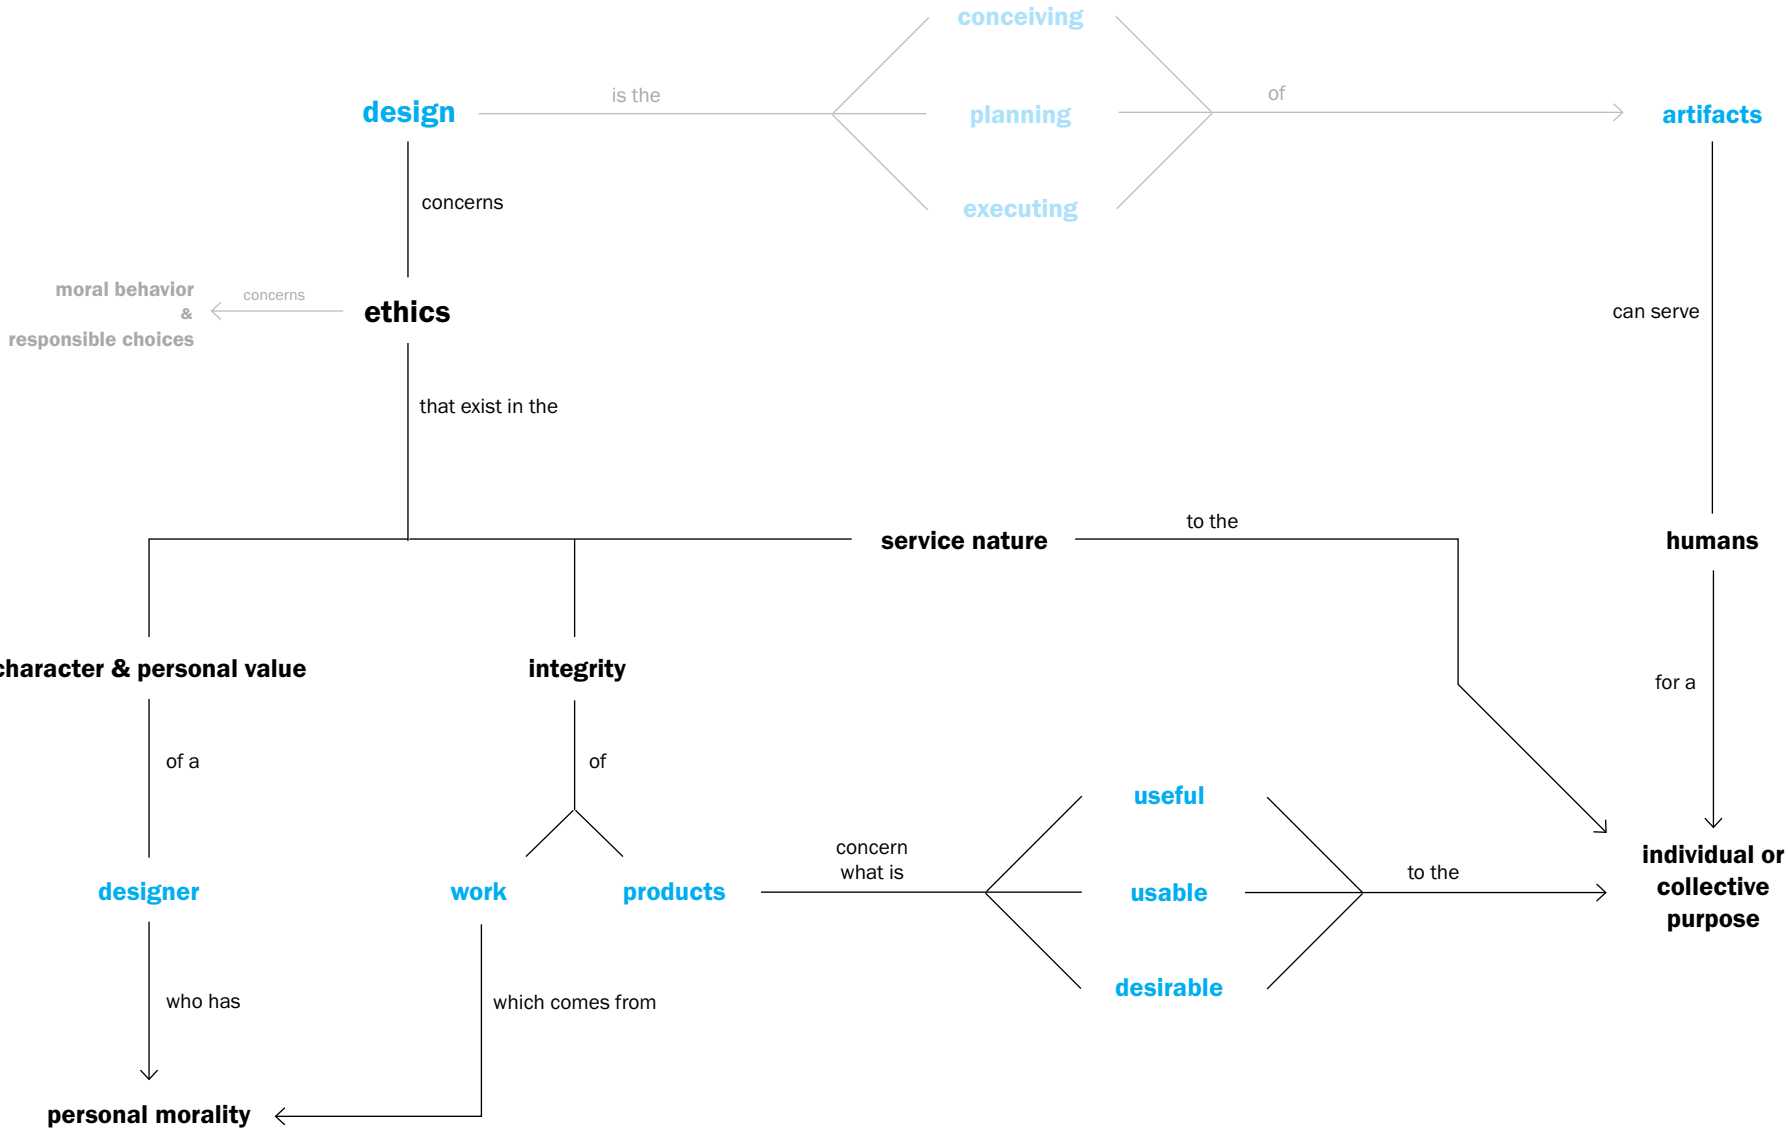 conceiving
design
is the
planning
of
artifacts
executing
concerns
moral behavior
&
responsible choices
concerns
ethics
can serve
that exist in the
service nature
to the
humans
character & personal value
integrity
for a
of a
of
useful
concern
what is
to the
individual or
collective
purpose
designer
work
products
usable
desirable
who has
which comes from
personal morality